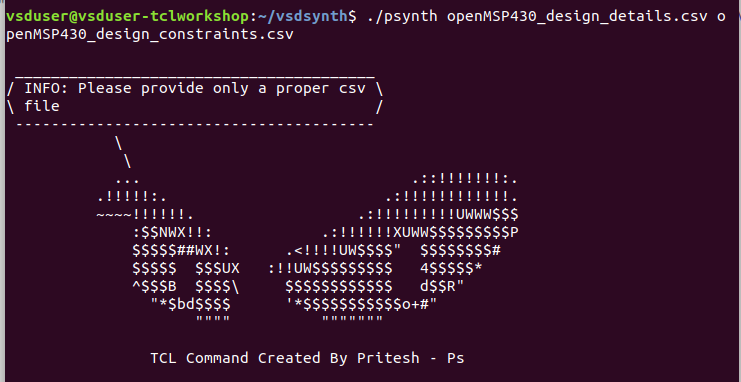 vsduser@vsduser-tclworkshop:~/vsdsynth$ ./psynth openMSP430_design_details.csv o
penMSP430_design_constraints.csv
 ________________________________________
/ INFO: Please provide only a proper csv \
\ file                                   /
 ----------------------------------------
            \
             \
            ...                              .::!!!!!!!:.
          .!!!!!:.                        .:!!!!!!!!!!!!.
          ~~~~!!!!!!.                  .:!!!!!!!!!UWWW$$$
              :$$NWX!!:            .:!!!!!!XUWW$$$$$$$$$P
              $$$$$##WX!:      .<!!!!UW$$$$"  $$$$$$$$#
              $$$$$  $$$UX   :!!UW$$$$$$$$$   4$$$$$*
              ^$$$B  $$$$\     $$$$$$$$$$$$   d$$R"
                "*$bd$$$$      '*$$$$$$$$$$$o+#"
                     """"          """""""
                TCL Command Created By Pritesh - Ps